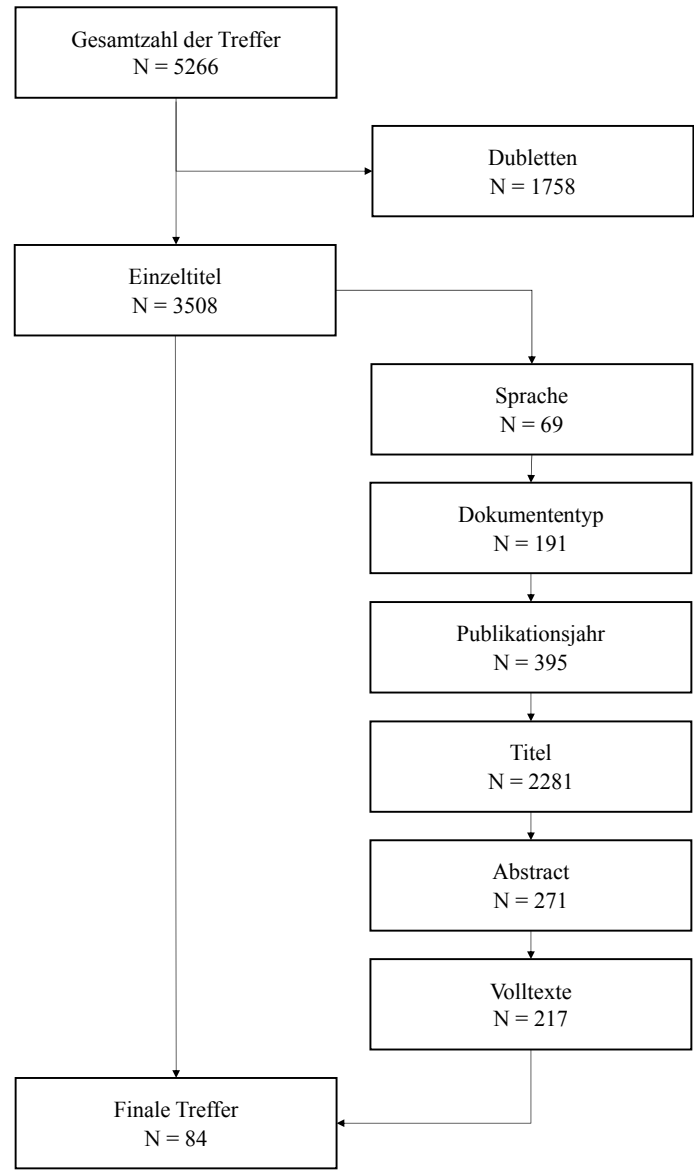 Gesamtzahl der Treffer
N = 5266
Dubletten
N = 1758
Einzeltitel
N = 3508
Sprache
N = 69
Dokumententyp
N = 191
Publikationsjahr
N = 395
Titel
N = 2281
Abstract
N = 271
Volltexte
N = 217
Finale Treffer
N = 84